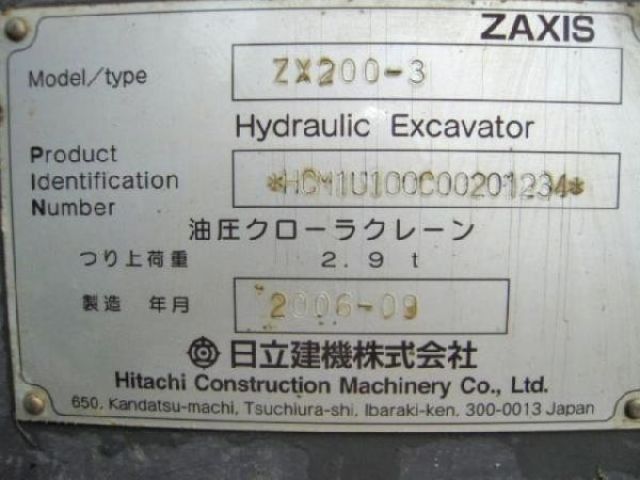 ZAXIS
Model/type ZX200-3
Hydraulic Excavator
Product
Identification *HCM1U100C00201234*
Number
油圧クローラクレーン
つり上荷重 2.9 t
製造 年月 2006-09
日立建機株式会社
Hitachi Construction Machinery Co., Ltd.
650, Kandatsu-machi, Tsuchiura-shi, Ibaraki-ken, 300-0013 Japan